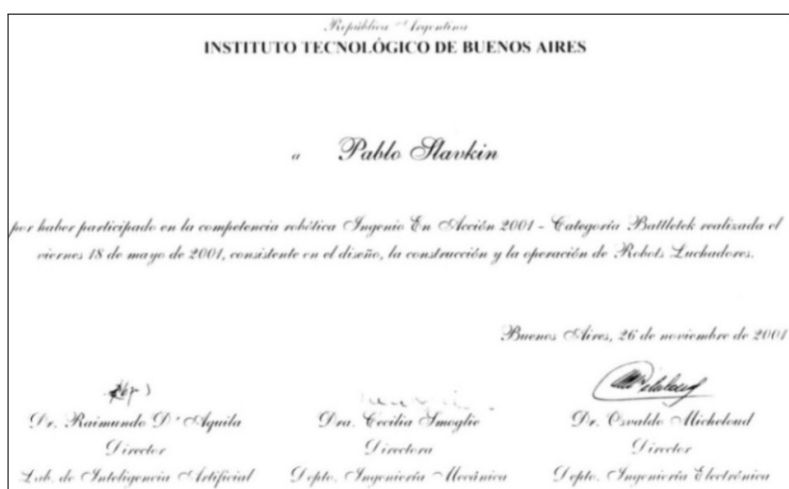 República Argentina
INSTITUTO TECNOLÓGICO DE BUENOS AIRES
a Pablo Slavkin
por haber participado en la competencia robótica Ingenio En Acción 2001 - Categoría Battletek realizada el
viernes 18 de mayo de 2001, consistente en el diseño, la construcción y la operación de Robots Luchadores.
Buenos Aires, 26 de noviembre de 2001
Dr. Raimundo D'Aquila
Director
Lab. de Inteligencia Artificial
Dra. Cecilia Smoglie
Directora
Depto. Ingeniería Mecánica
Dr. Osvaldo Micheloud
Director
Depto. Ingeniería Electrónica